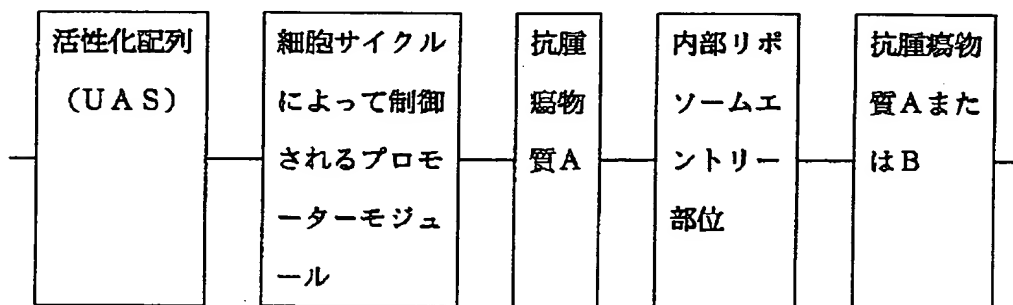 活性化配列
(UAS)
細胞サイクル
によって制御
されるプロモ
ーターモジュ
ール
抗腫
瘍物
質A
内部リボ
ソームエ
ントリー
部位
抗腫瘍物
質Aまた
はB